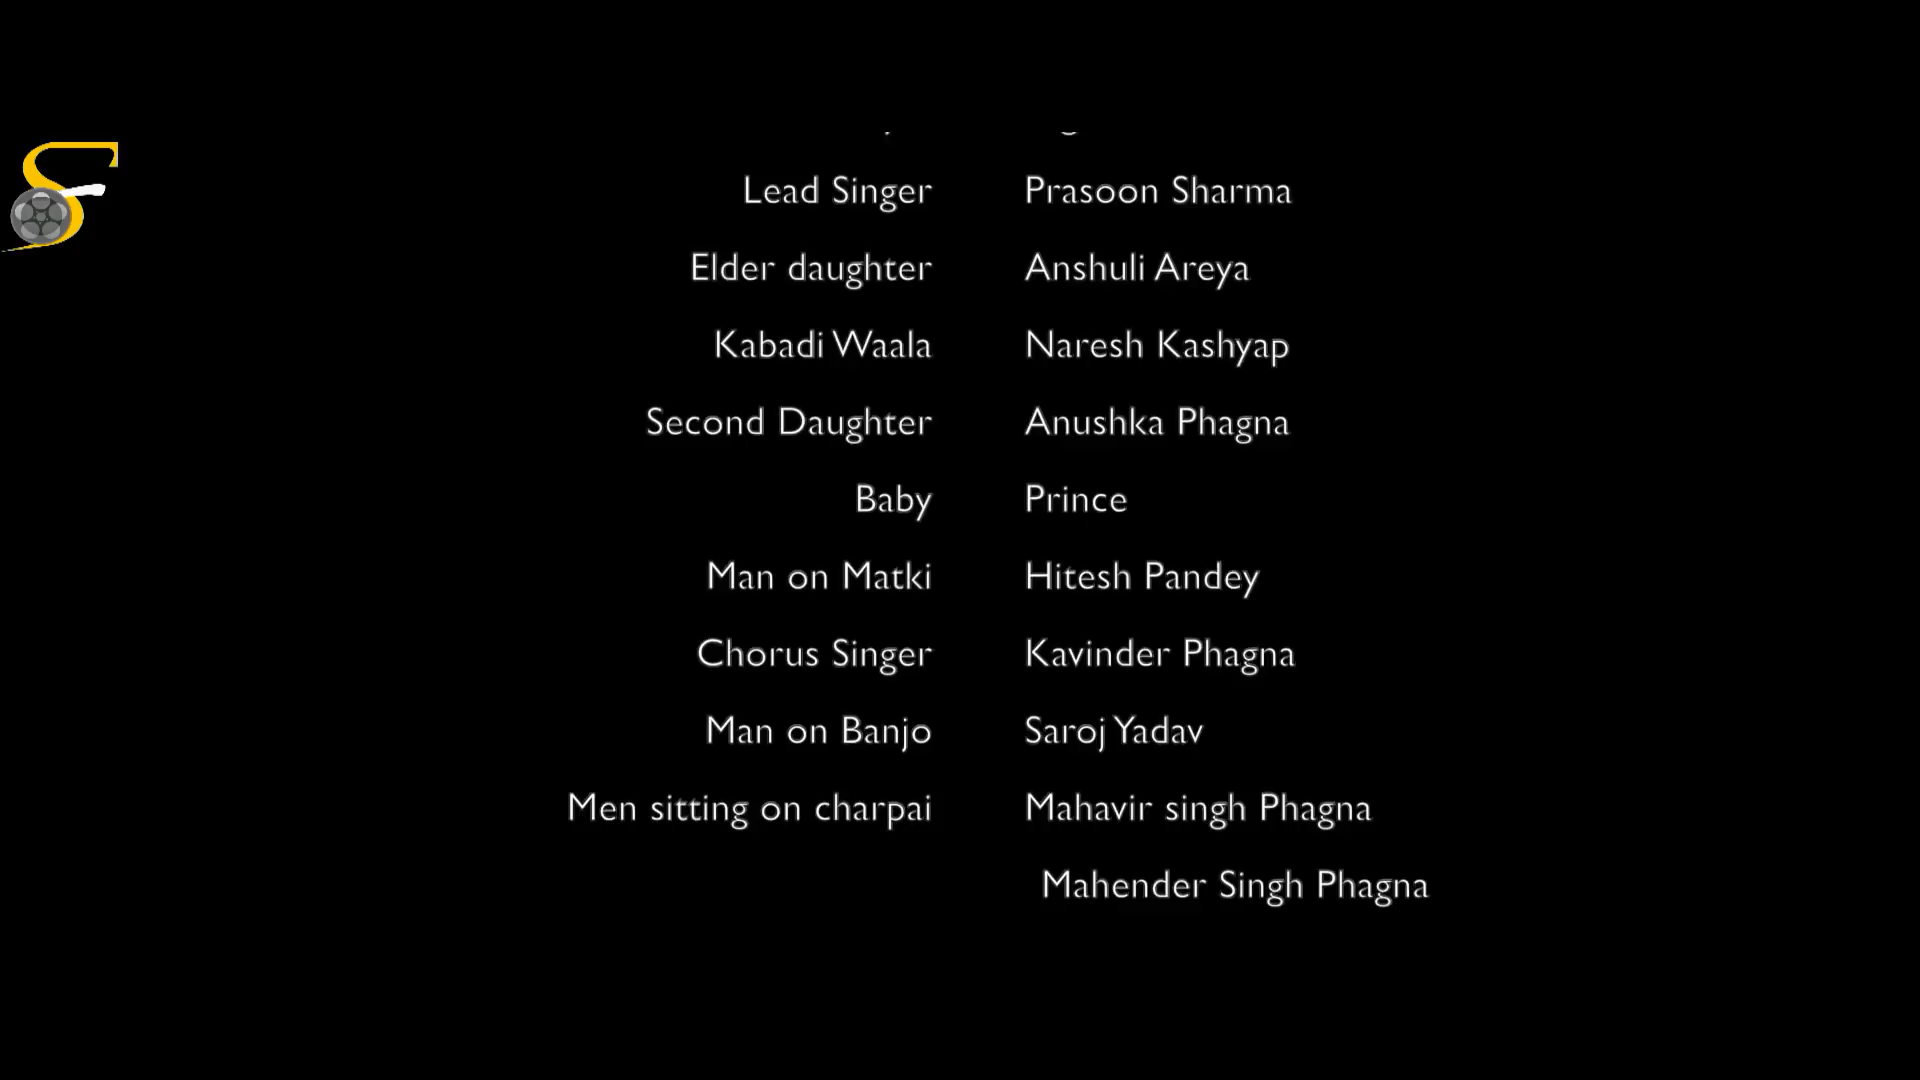 Lead Singer Prasoon Sharma
Elder daughter Anshuli Areya
Kabadi Waala Naresh Kashyap
Second Daughter Anushka Phagna
Baby Prince
Man on Matki Hitesh Pandey
Chorus Singer Kavinder Phagna
Man on Banjo Saroj Yadav
Men sitting on charpai Mahavir singh Phagna
Mahender Singh Phagna